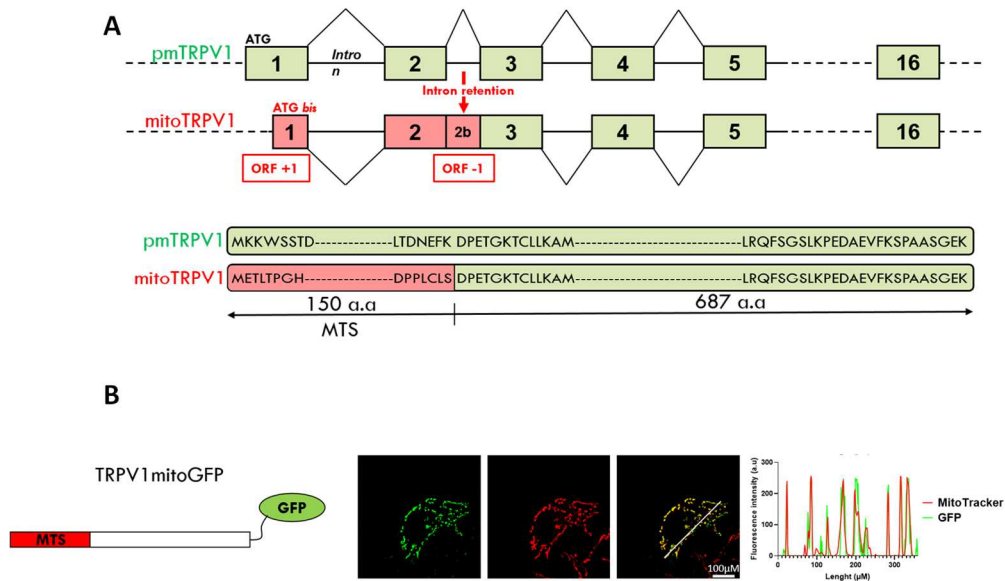 A
pmTRPV1
ATG
1
Intro
n
2
3
4
5
16
Intron retention
mitoTRPV1
ATG bis
1
2
2b
3
4
5
16
ORF +1
ORF -1
pmTRPV1
MKKWSSTD--------------LTDNEFK DPETGKTCLLKAM--------------------------LRQFSGSLKPEDAEVFKSPAASGEK
mitoTRPV1
METLTPGH--------------DPPLCLS DPETGKTCLLKAM--------------------------LRQFSGSLKPEDAEVFKSPAASGEK
150 a.a
687 a.a
MTS
B
TRPV1mitoGFP
GFP
MTS
100µM
Fluorescence intensity (a.u)
300
200
100
0
0
100
200
300
Lenght (µM)
MitoTracker
GFP